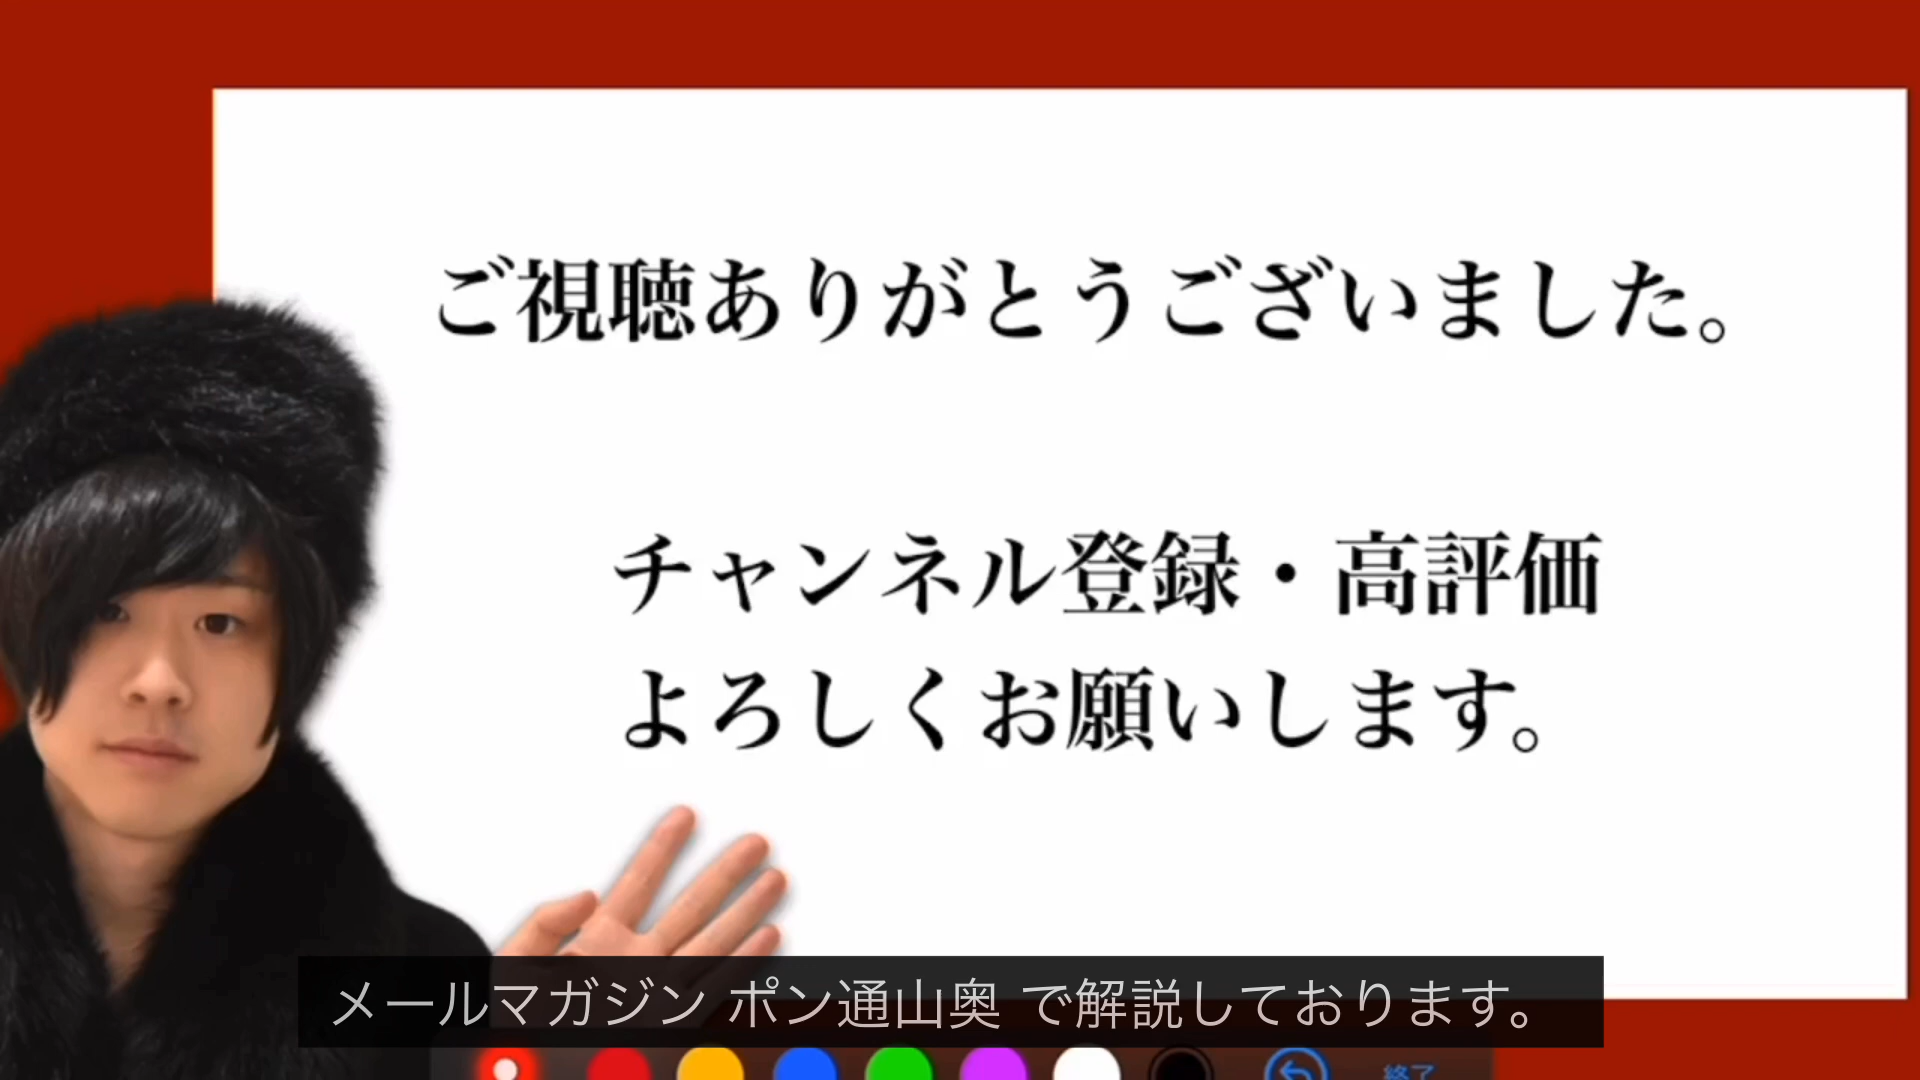 ご視聴ありがとうございました。
チャンネル登録・高評価
よろしくお願いします。
メールマガジン ポン通山奥 で解説しております。
終了